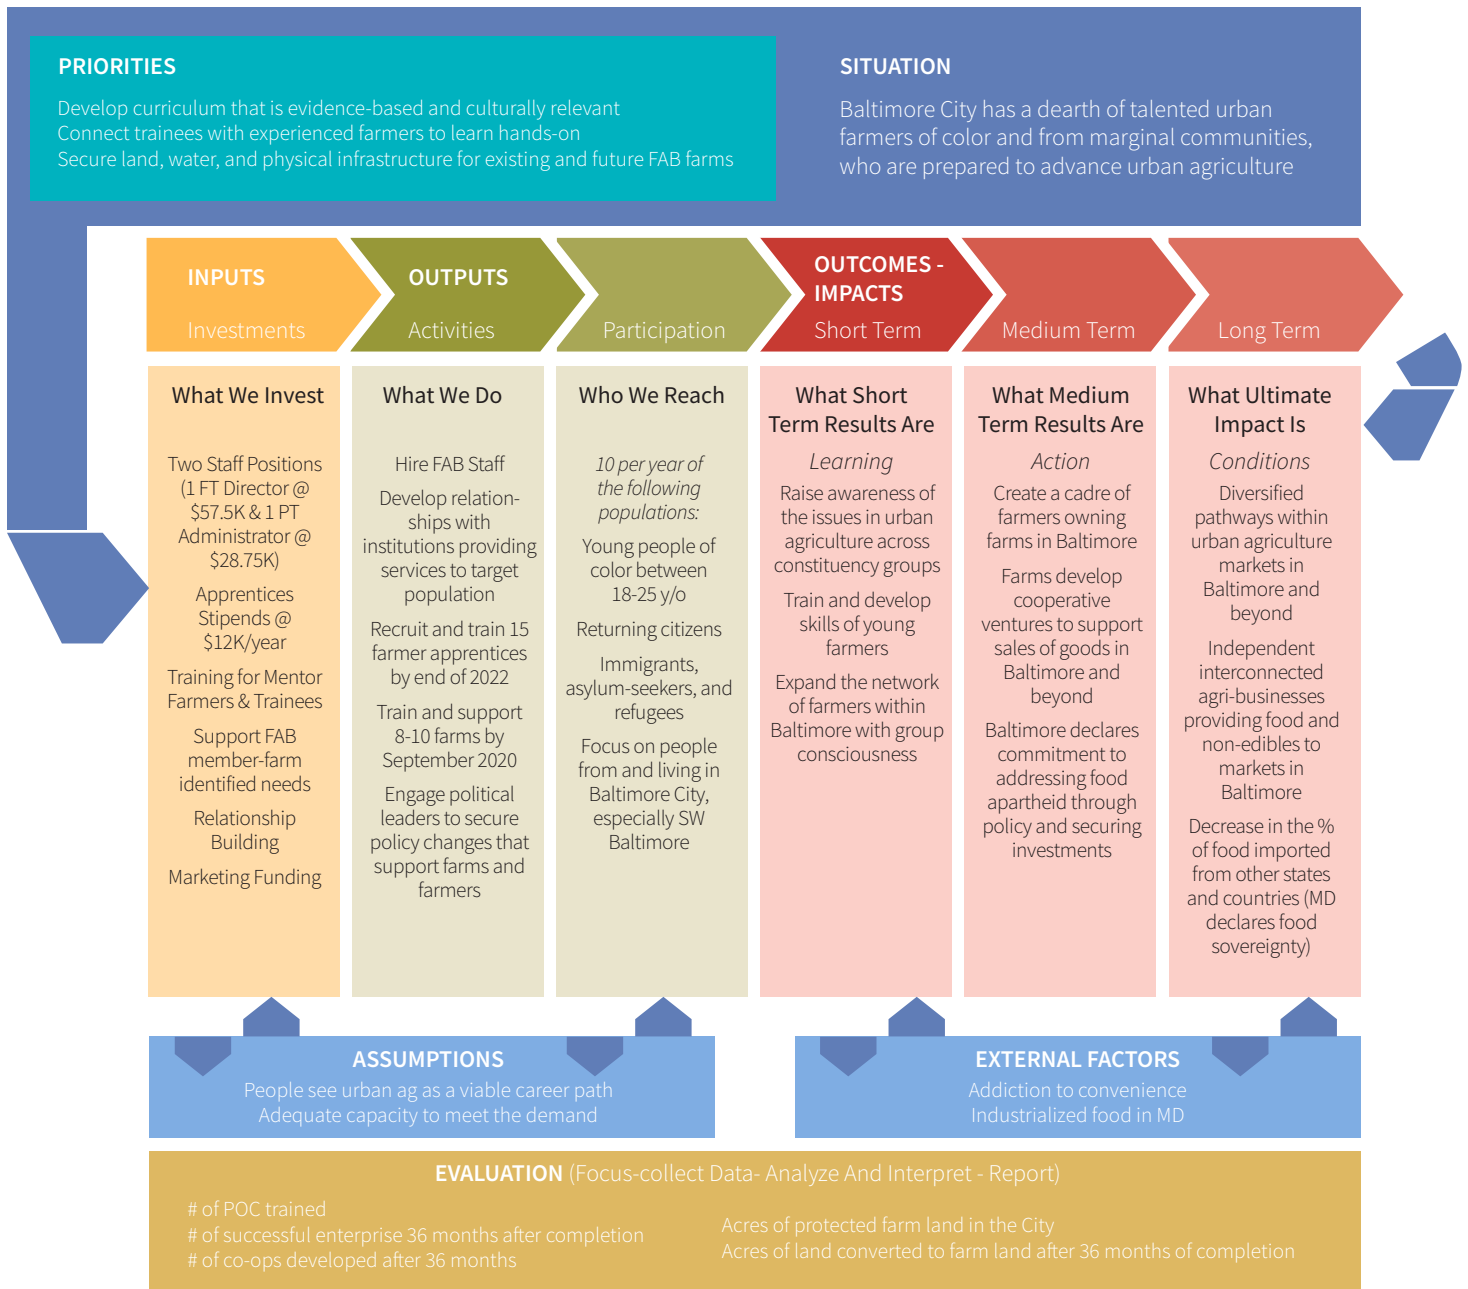 PRIORITIES
Develop curriculum that is evidence-based and culturally relevant
Connect trainees with experienced farmers to learn hands-on
Secure land, water, and physical infrastructure for existing and future FAB farms
SITUATION
Baltimore City has a dearth of talented urban
farmers of color and from marginal communities,
who are prepared to advance urban agriculture
INPUTS
Investments
OUTPUTS
Activities
Participation
OUTCOMES -
IMPACTS
Short Term
Medium Term
Long Term
What We Invest
Two Staff Positions
(1 FT Director @
$57.5K & 1 PT
Administrator @
$28.75K)
Apprentices
Stipends @
$12K/year
Training for Mentor
Farmers & Trainees
Support FAB
member-farm
identified needs
Relationship
Building
Marketing Funding
What We Do
Hire FAB Staff
Develop relation-
ships with
institutions providing
services to target
population
Recruit and train 15
farmer apprentices
by end of 2022
Train and support
8-10 farms by
September 2020
Engage political
leaders to secure
policy changes that
support farms and
farmers
Who We Reach
10 per year of
the following
populations:
Young people of
color between
18-25 y/o
Returning citizens
Immigrants,
asylum-seekers, and
refugees
Focus on people
from and living in
Baltimore City,
especially SW
Baltimore
What Short
Term Results Are
Learning
Raise awareness of
the issues in urban
agriculture across
constituency groups
Train and develop
skills of young
farmers
Expand the network
of farmers within
Baltimore with group
consciousness
What Medium
Term Results Are
Action
Create a cadre of
farmers owning
farms in Baltimore
Farms develop
cooperative
ventures to support
sales of goods in
Baltimore and
beyond
Baltimore declares
commitment to
addressing food
apartheid through
policy and securing
investments
What Ultimate
Impact Is
Conditions
Diversified
pathways within
urban agriculture
markets in
Baltimore and
beyond
Independent
interconnected
agri-businesses
providing food and
non-edibles to
markets in
Baltimore
Decrease in the %
of food imported
from other states
and countries (MD
declares food
sovereignty)
ASSUMPTIONS
People see urban ag as a viable career path
Adequate capacity to meet the demand
EXTERNAL FACTORS
Addiction to convenience
Industrialized food in MD
EVALUATION (Focus-collect Data- Analyze And Interpret - Report)
# of POC trained
# of successful enterprise 36 months after completion
# of co-ops developed after 36 months
Acres of protected farm land in the City
Acres of land converted to farm land after 36 months of completion